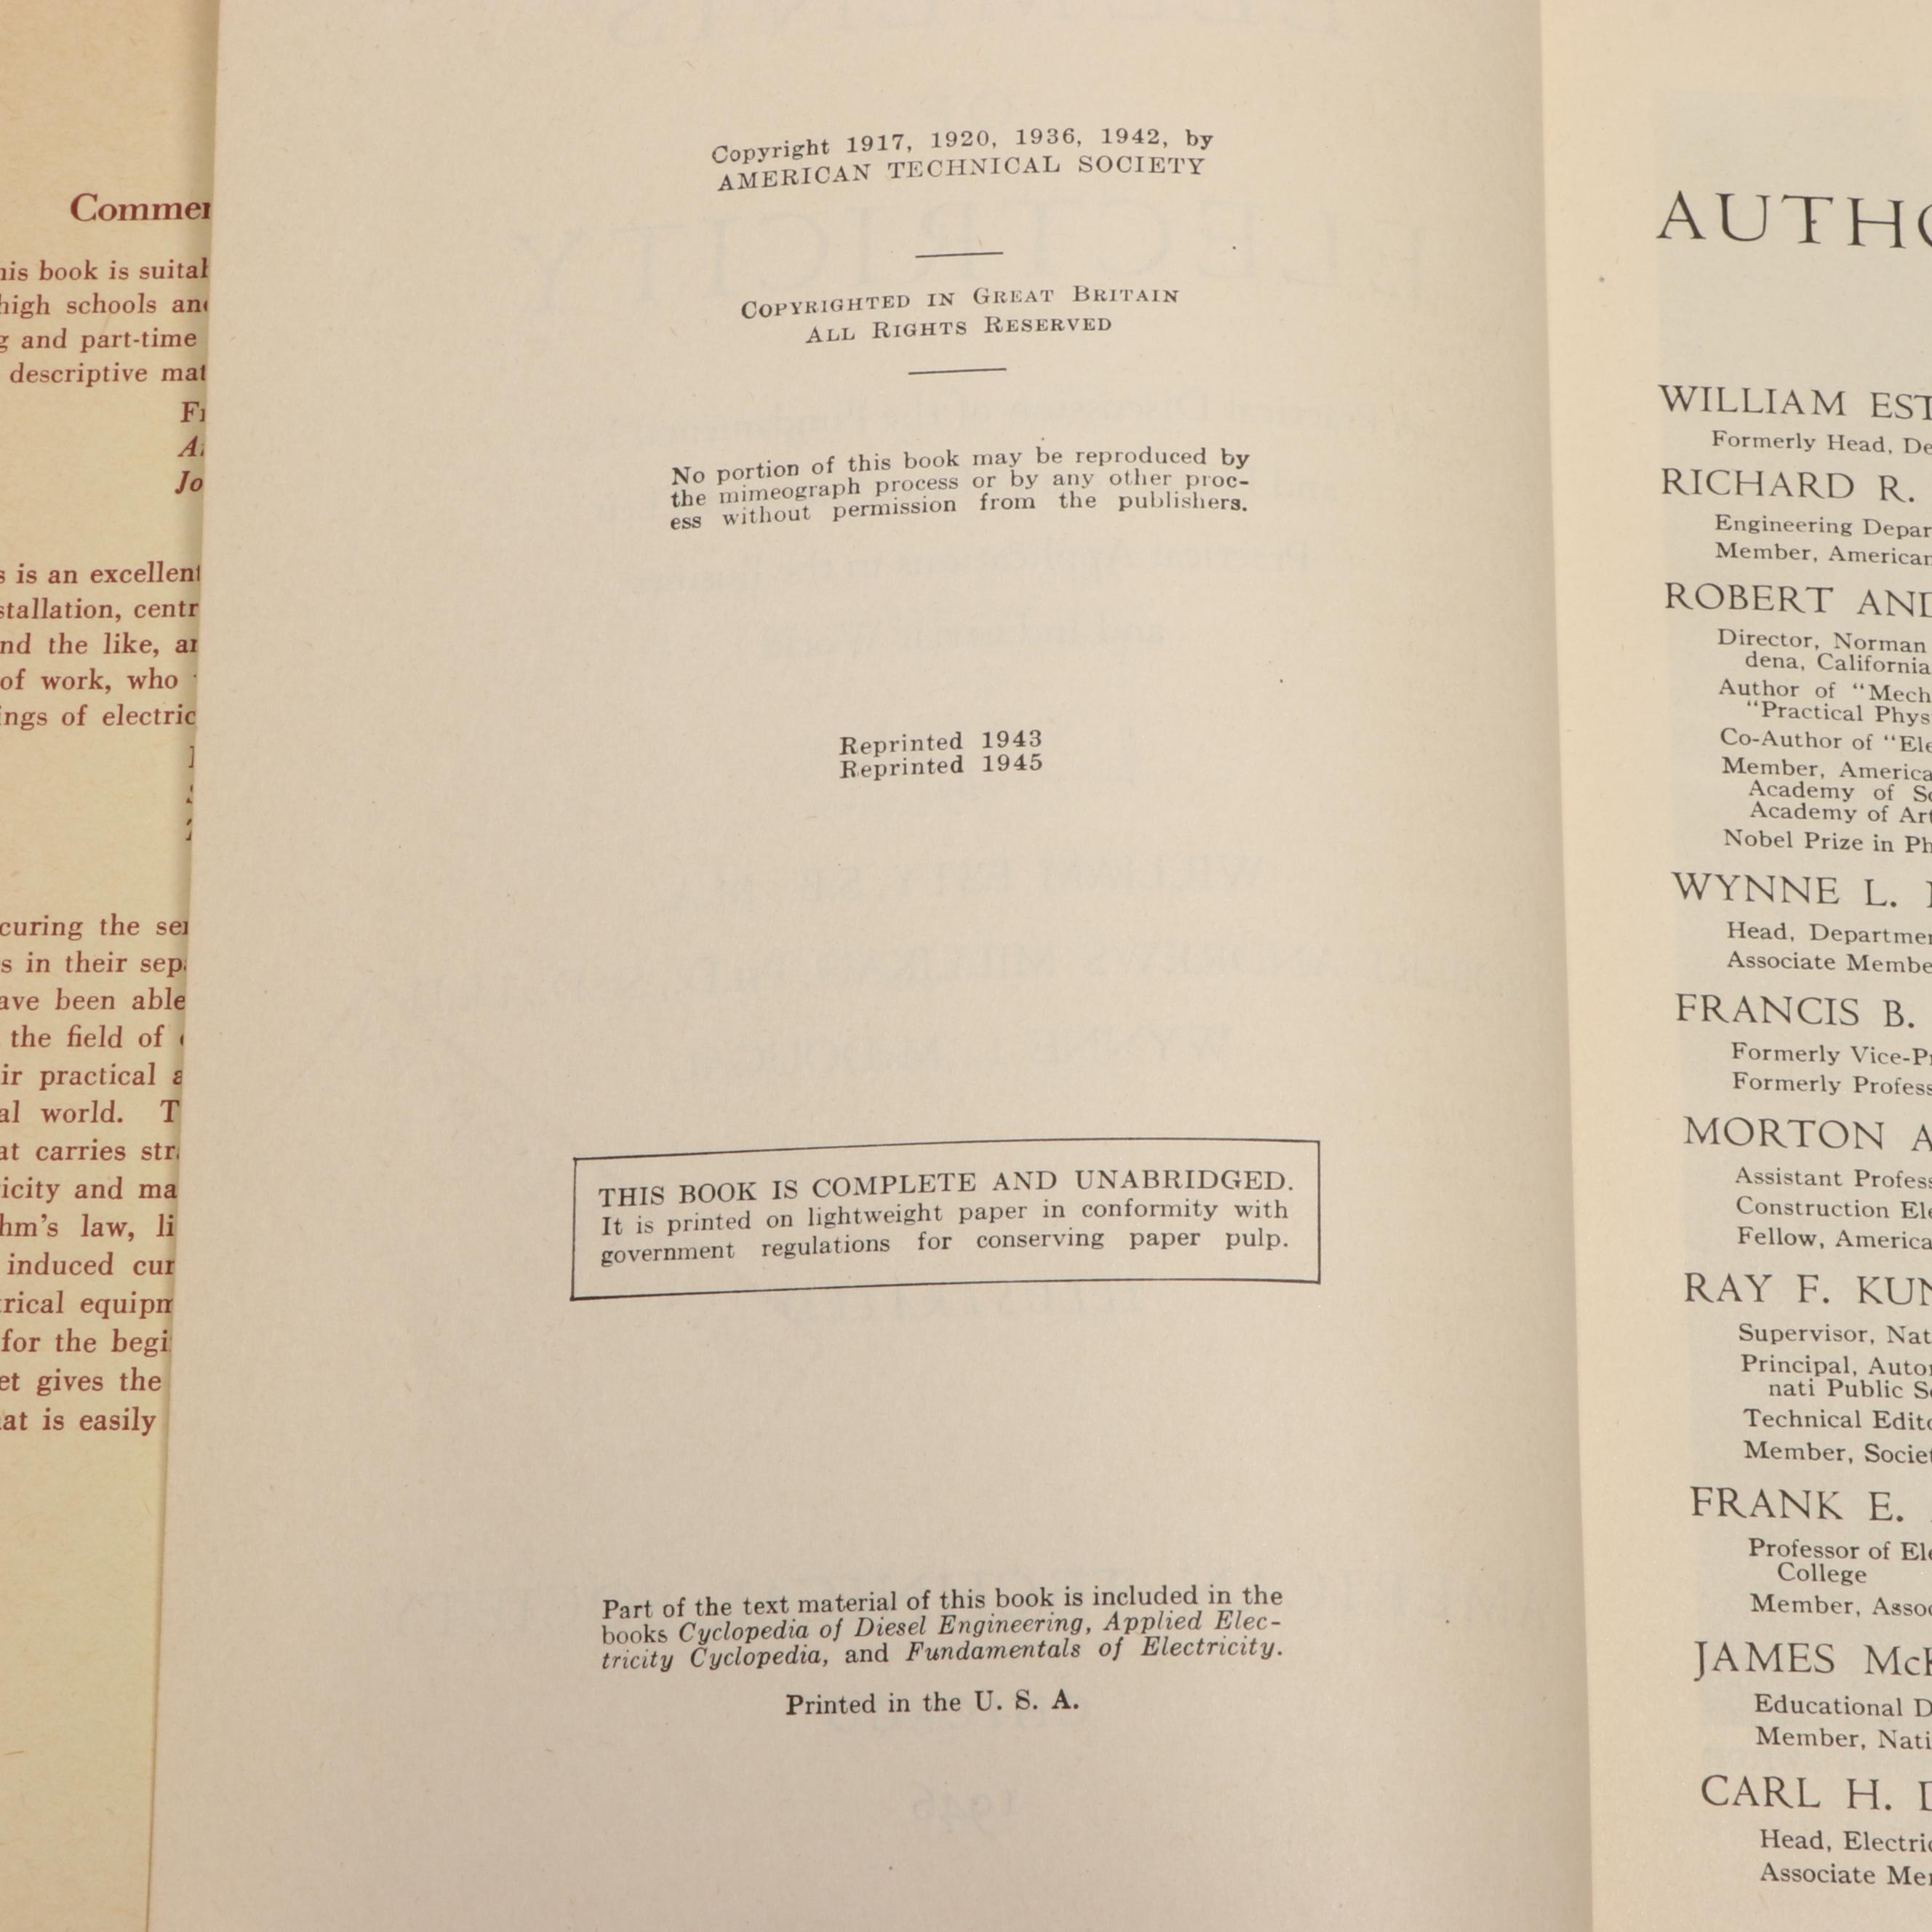 Commen
his book is suital
high schools and
g and part-time
descriptive mat
Jo
s is an excellent
stallation, centr
nd the like, an
of work, who
ings of electric
curing the ser
s in their sep
ave been able
the field of
ir practical a
al world. T
at carries str
icity and ma
hm's law, li
induced cur
trical equipm
for the begi
et gives the
at is easily
Copyright 1917, 1920, 1936, 1942, by
AMERICAN TECHNICAL SOCIETY
COPYRIGHTED IN GREAT BRITAIN
ALL RIGHTS RESERVED
No portion of this book may be reproduced by
the mimeograph process or by any other proc-
ess without permission from the publishers.
Reprinted 1943
Reprinted 1945
THIS BOOK IS COMPLETE AND UNABRIDGED.
It is printed on lightweight paper in conformity with
government regulations for conserving paper pulp.
Part of the text material of this book is included in the
books Cyclopedia of Diesel Engineering, Applied Elec-
tricity Cyclopedia, and Fundamentals of Electricity.
Printed in the U. S. A.
AUTHO
WILLIAM EST
Formerly Head, De
RICHARD R.
Engineering Depar
Member, American
ROBERT AND
Director, Norman
dena, California
Author of "Mech
"Practical Phys
Co-Author of "Ele
Member, America
Academy of Sc
Academy of Art
Nobel Prize in Ph
WYNNE L.
Head, Departmen
Associate Membe
FRANCIS B.
Formerly Vice-Pr
Formerly Profess
MORTON A
Assistant Profess
Construction Ele
Fellow, America
RAY F. KUN
Supervisor, Nat
Principal, Autom
nati Public Sc
Technical Edito
Member, Societ
FRANK E.
Professor of Ele
College
Member, Assoc
JAMES McK
Educational D
Member, Nati
CARL H. D
Head, Electric
Associate Mem